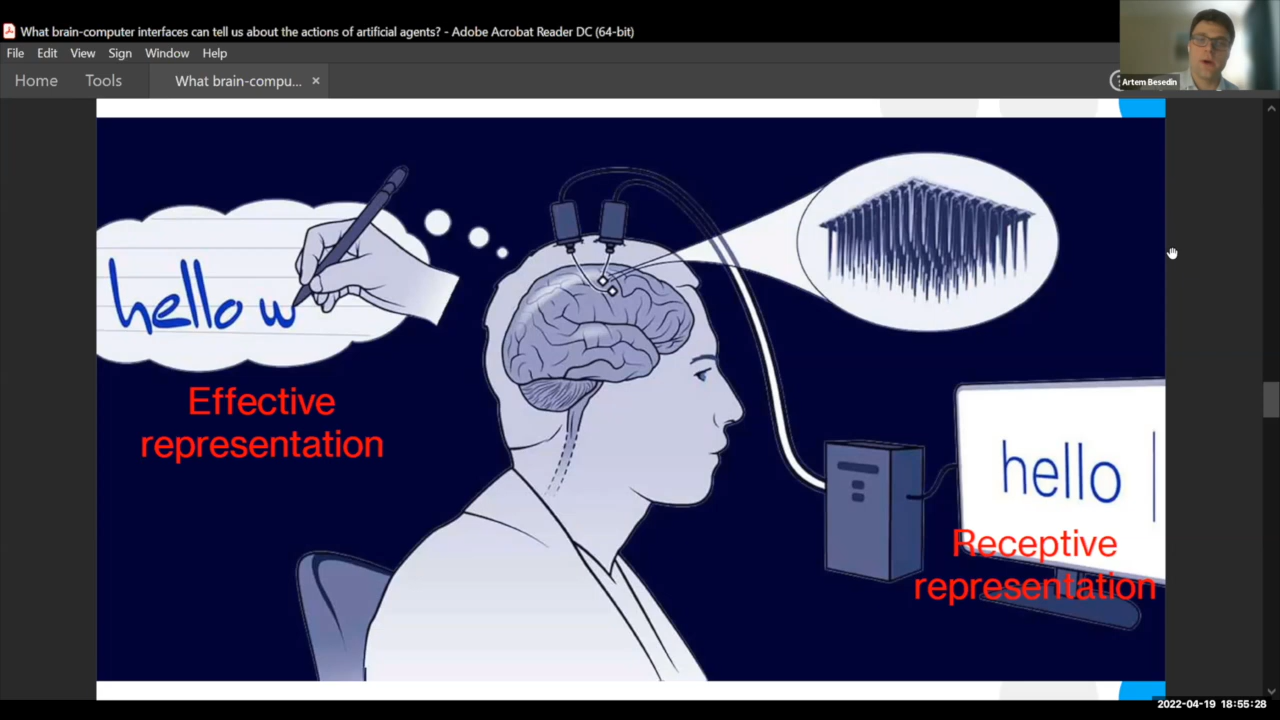 What brain-computer interfaces can tell us about the actions of artificial agents? - Adobe Acrobat Reader DC (64-bit)
File Edit View Sign Window Help
Home Tools What brain-compu... ×
Artem Besedin
hello w
Effective
representation
hello
Receptive
representation
2022-04-19 18:55:28